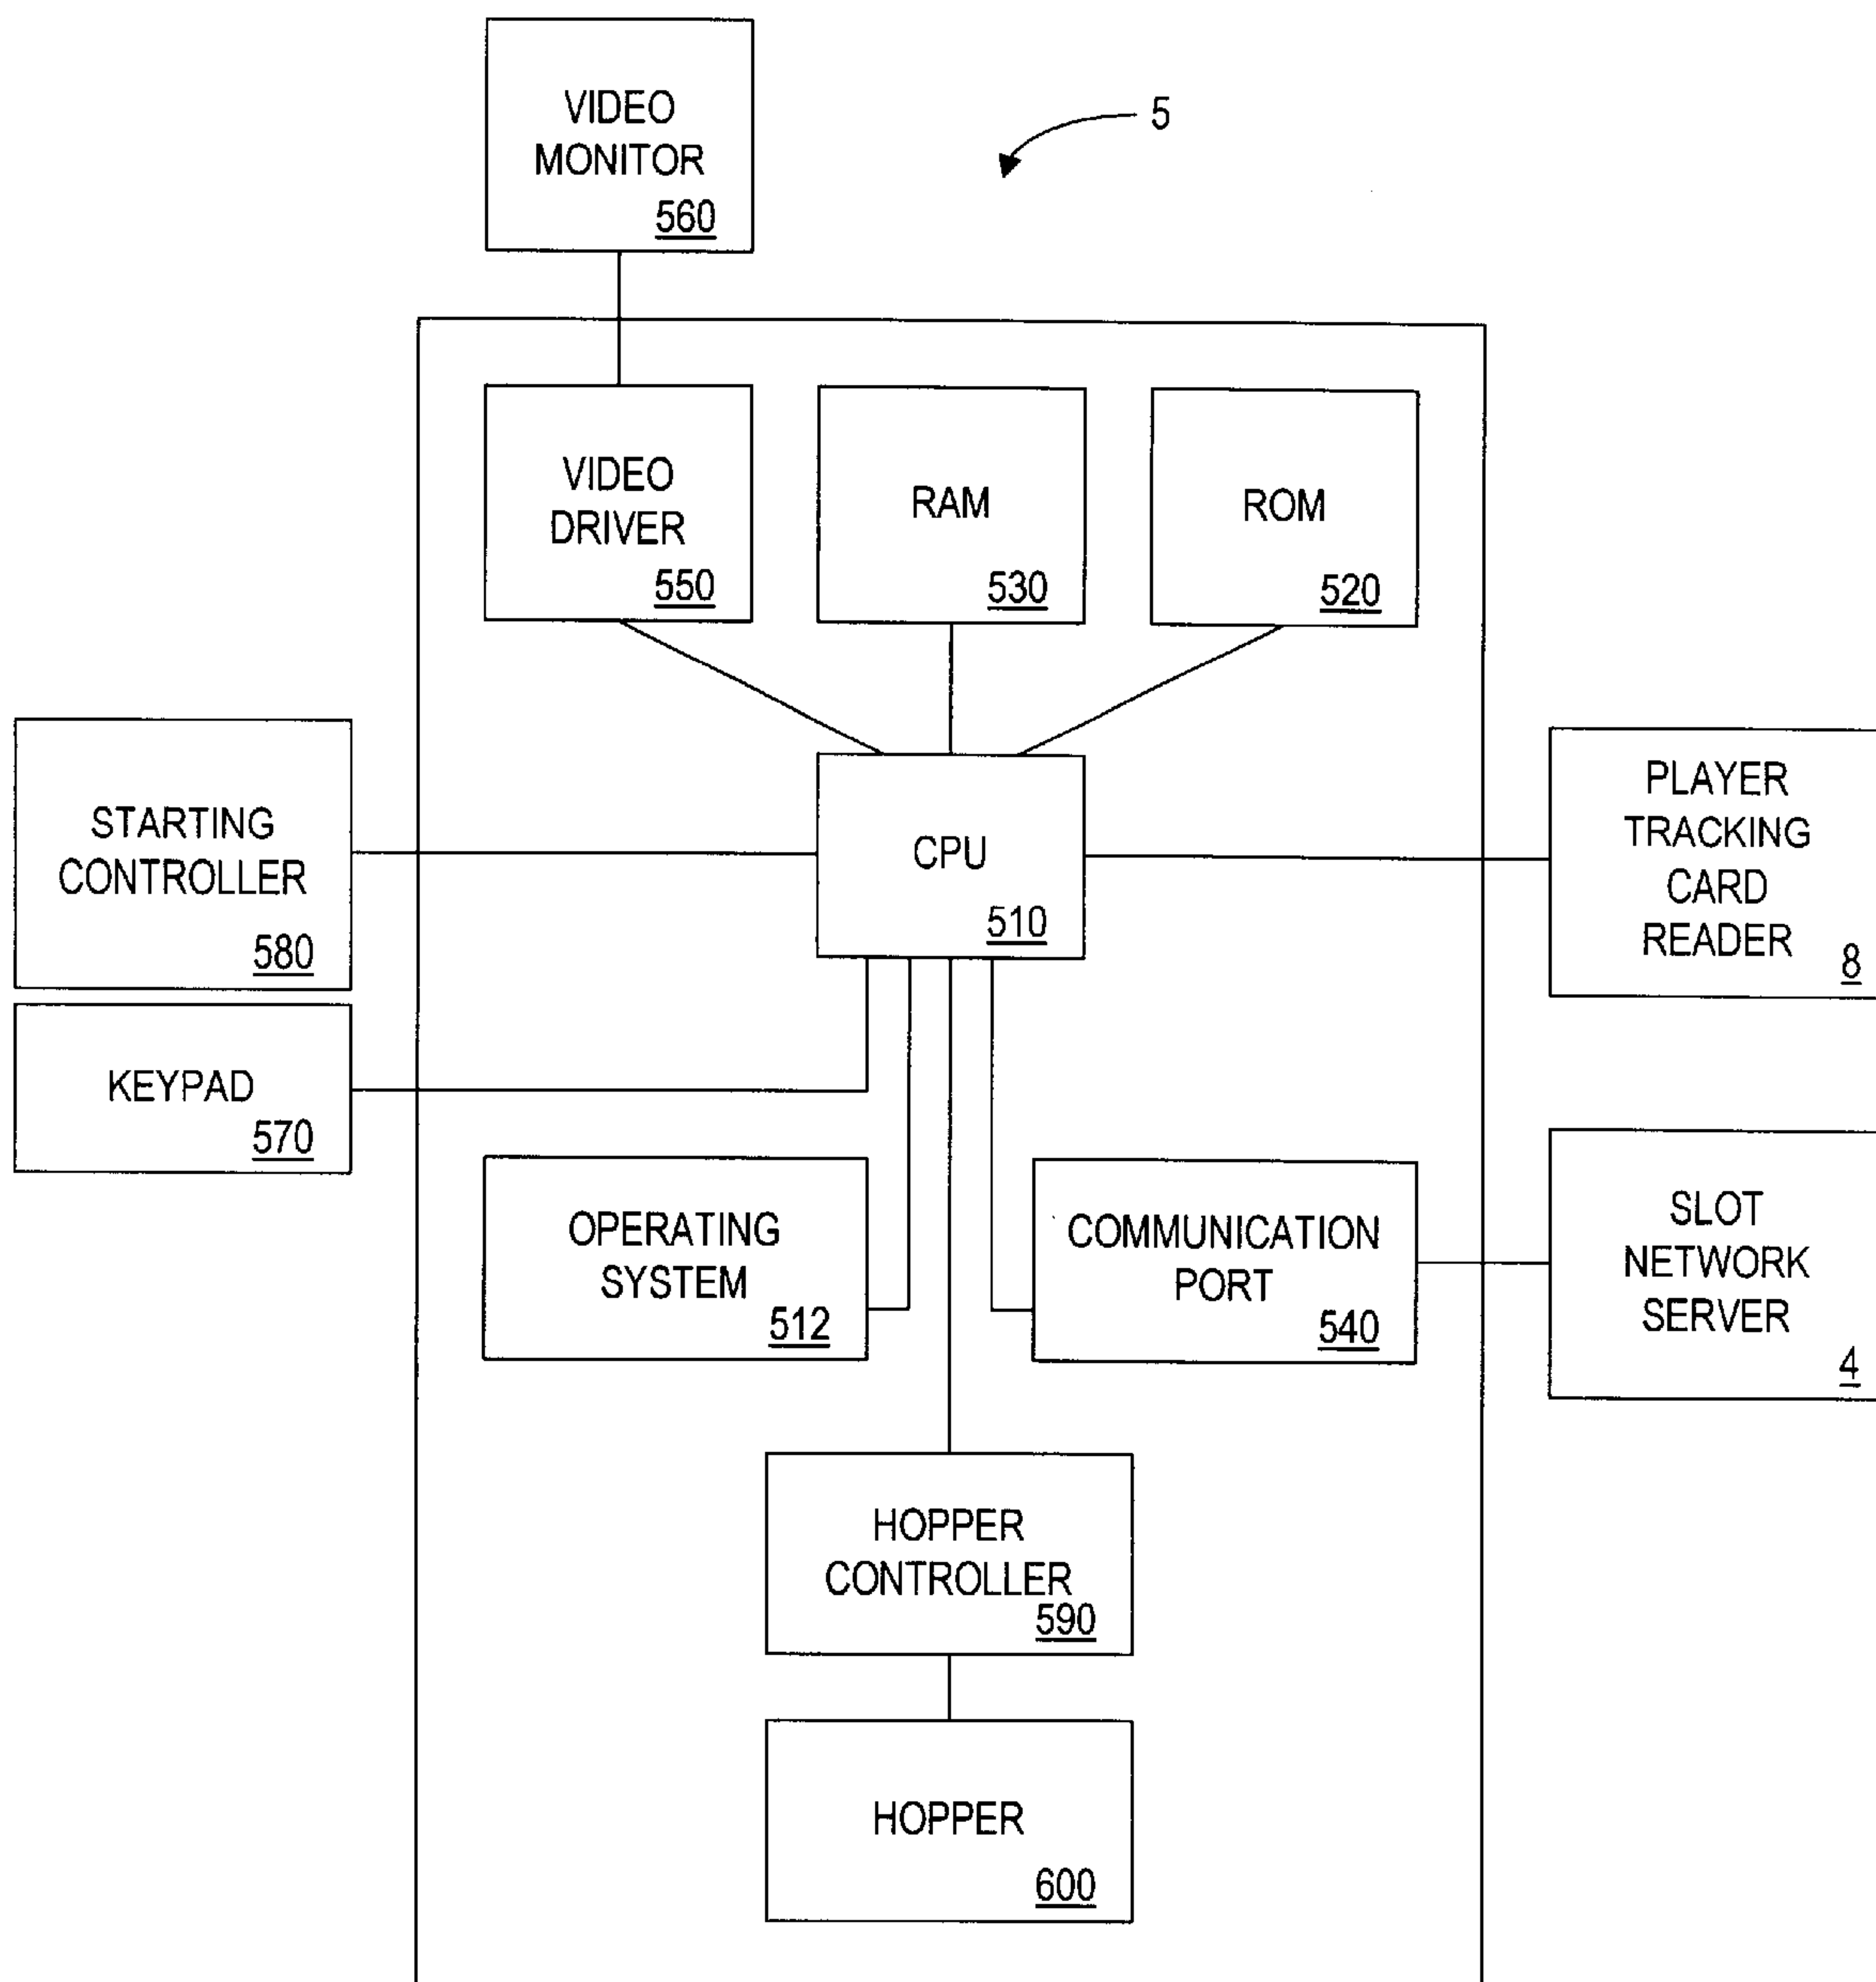 VIDEO
MONITOR
560
5
VIDEO
DRIVER
550
RAM
530
ROM
520
STARTING
CONTROLLER
580
CPU
510
PLAYER
TRACKING
CARD
READER
8
KEYPAD
570
OPERATING
SYSTEM
512
COMMUNICATION
PORT
540
SLOT
NETWORK
SERVER
4
HOPPER
CONTROLLER
590
HOPPER
600